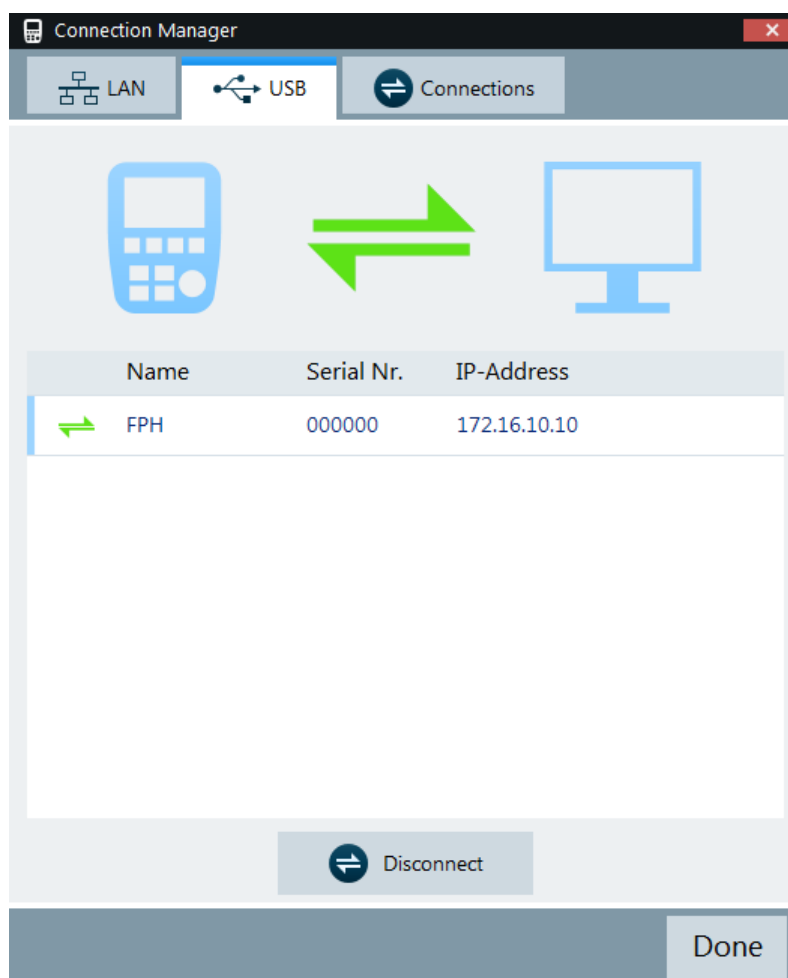 Connection Manager
LAN USB Connections
Name Serial Nr. IP-Address
FPH 000000 172.16.10.10
Disconnect
Done